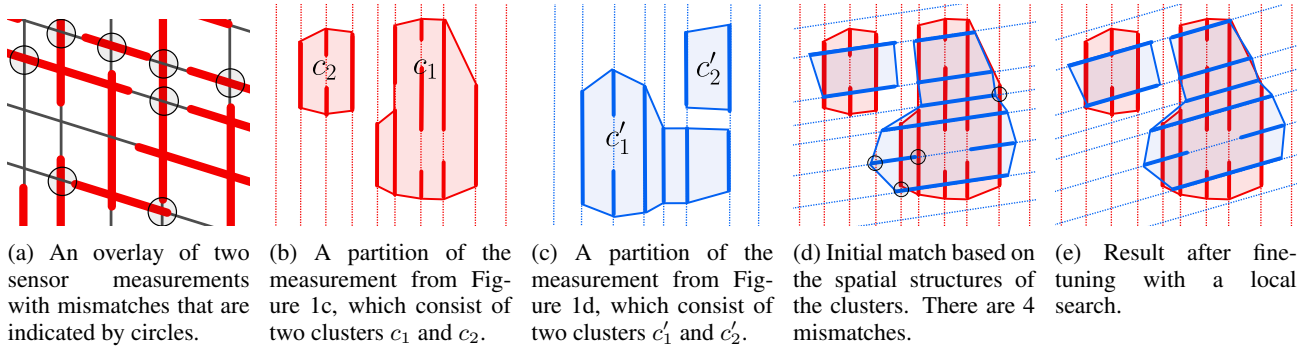 c₂
c₁
c′₁
c′₂
(a) An overlay of two
sensor measurements
with mismatches that are
indicated by circles.
(b) A partition of the
measurement from Fig-
ure 1c, which consist of
two clusters c₁ and c₂.
(c) A partition of the
measurement from Fig-
ure 1d, which consist of
two clusters c′₁ and c′₂.
(d) Initial match based on
the spatial structures of
the clusters. There are 4
mismatches.
(e) Result after fine-
tuning with a local
search.